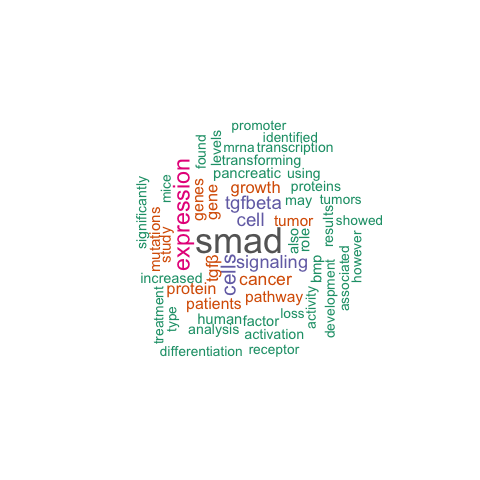 promoter
identified
found
levels
mrna
transcription
transforming
pancreatic
using
significantly
mice
expression
genes
gene
growth
proteins
tgfbeta
may
tumors
mutations
study
cell
tumor
results
showed
smad
also
role
however
tgfβ
cells
signaling
bmp
associated
increased
cancer
protein
development
patients
pathway
activity
treatment
type
human
factor
loss
analysis
activation
differentiation
receptor